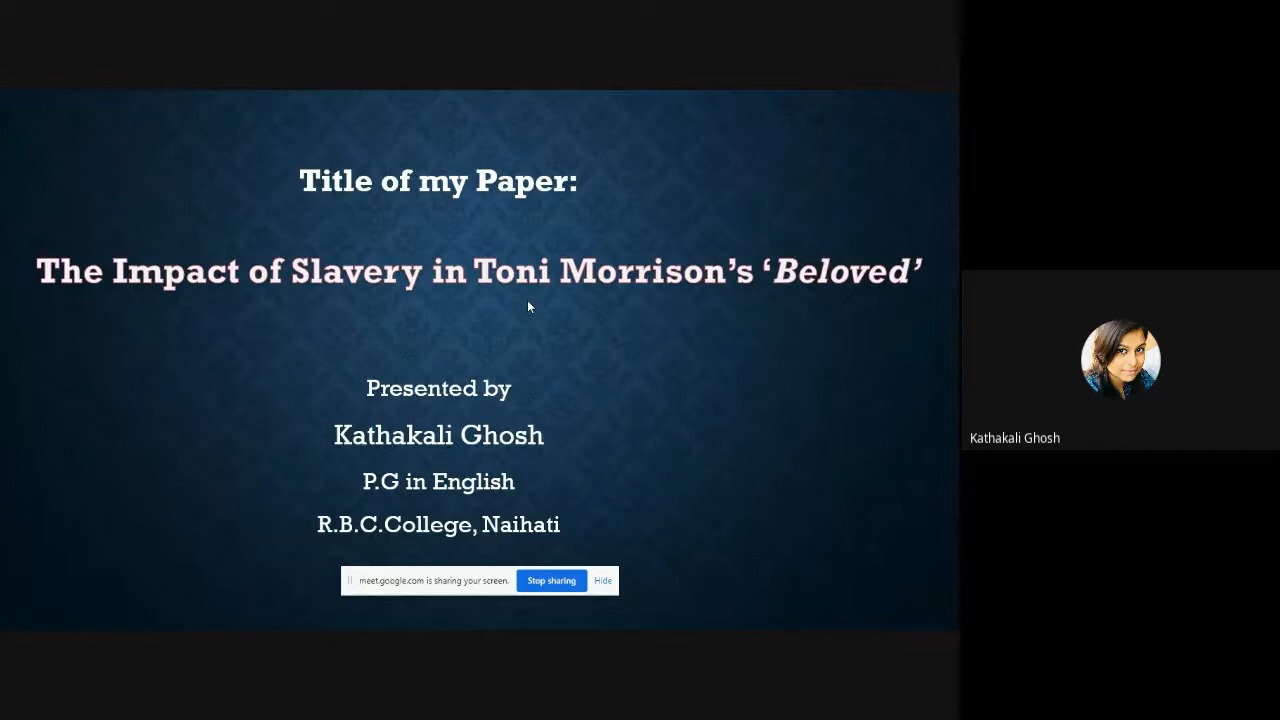 Title of my Paper:
The Impact of Slavery in Toni Morrison's ‘Beloved’
Presented by
Kathakali Ghosh
P.G in English
R.B.C.College, Naihati
meet.google.com is sharing your screen. Stop sharing Hide
Kathakali Ghosh